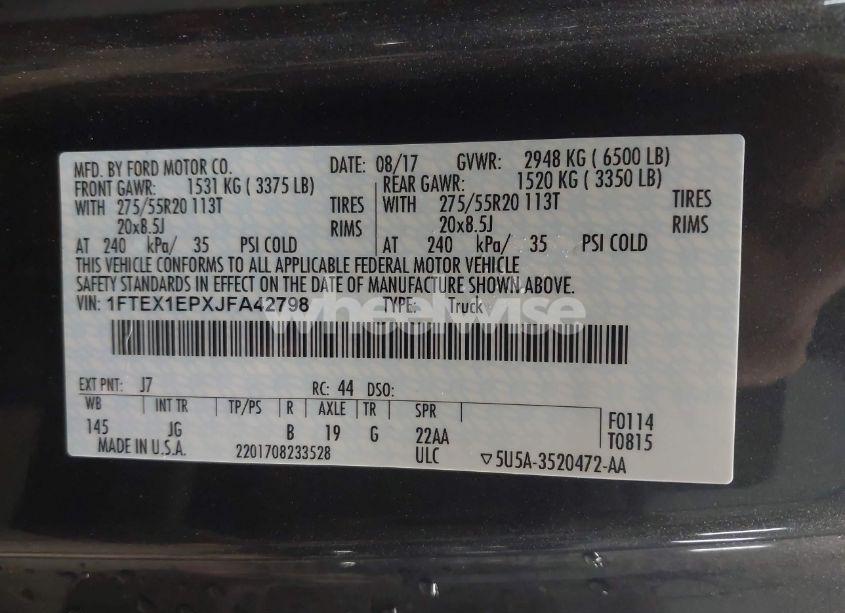 MFD. BY FORD MOTOR CO. DATE: 08/17 GVWR: 2948 KG ( 6500 LB)
FRONT GAWR: 1531 KG ( 3375 LB) REAR GAWR: 1520 KG ( 3350 LB)
WITH 275/55R20 113T TIRES WITH 275/55R20 113T TIRES
20x8.5J RIMS 20x8.5J RIMS
AT 240 kPa/ 35 PSI COLD AT 240 kPa/ 35 PSI COLD
THIS VEHICLE CONFORMS TO ALL APPLICABLE FEDERAL MOTOR VEHICLE
SAFETY STANDARDS IN EFFECT ON THE DATE OF MANUFACTURE SHOWN ABOVE.
VIN: 1FTEX1EPXJFA42798 TYPE: Truck
wheelwise
EXT PNT: J7 RC: 44 DSO:
WB INT TR TP/PS R AXLE TR SPR
145 JG B 19 G 22AA F0114
MADE IN U.S.A. 2201708233528 ULC T0815
▽5U5A-3520472-AA